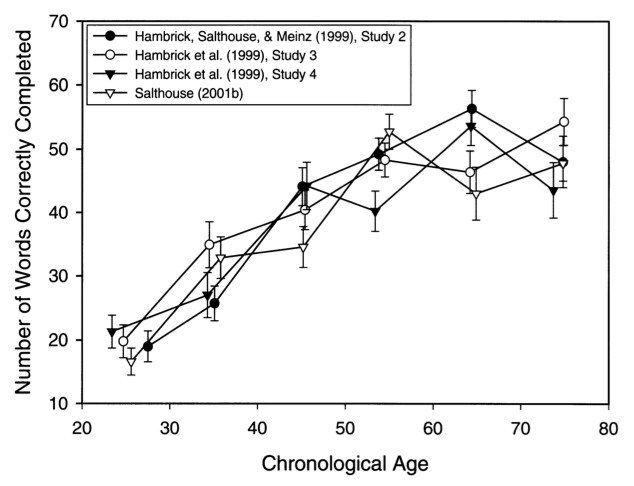 70
60
50
40
30
20
10
Number of Words Correctly Completed
Hambrick, Salthouse, & Meinz (1999), Study 2
Hambrick et al. (1999), Study 3
Hambrick et al. (1999), Study 4
Salthouse (2001b)
20 30 40 50 60 70 80
Chronological Age